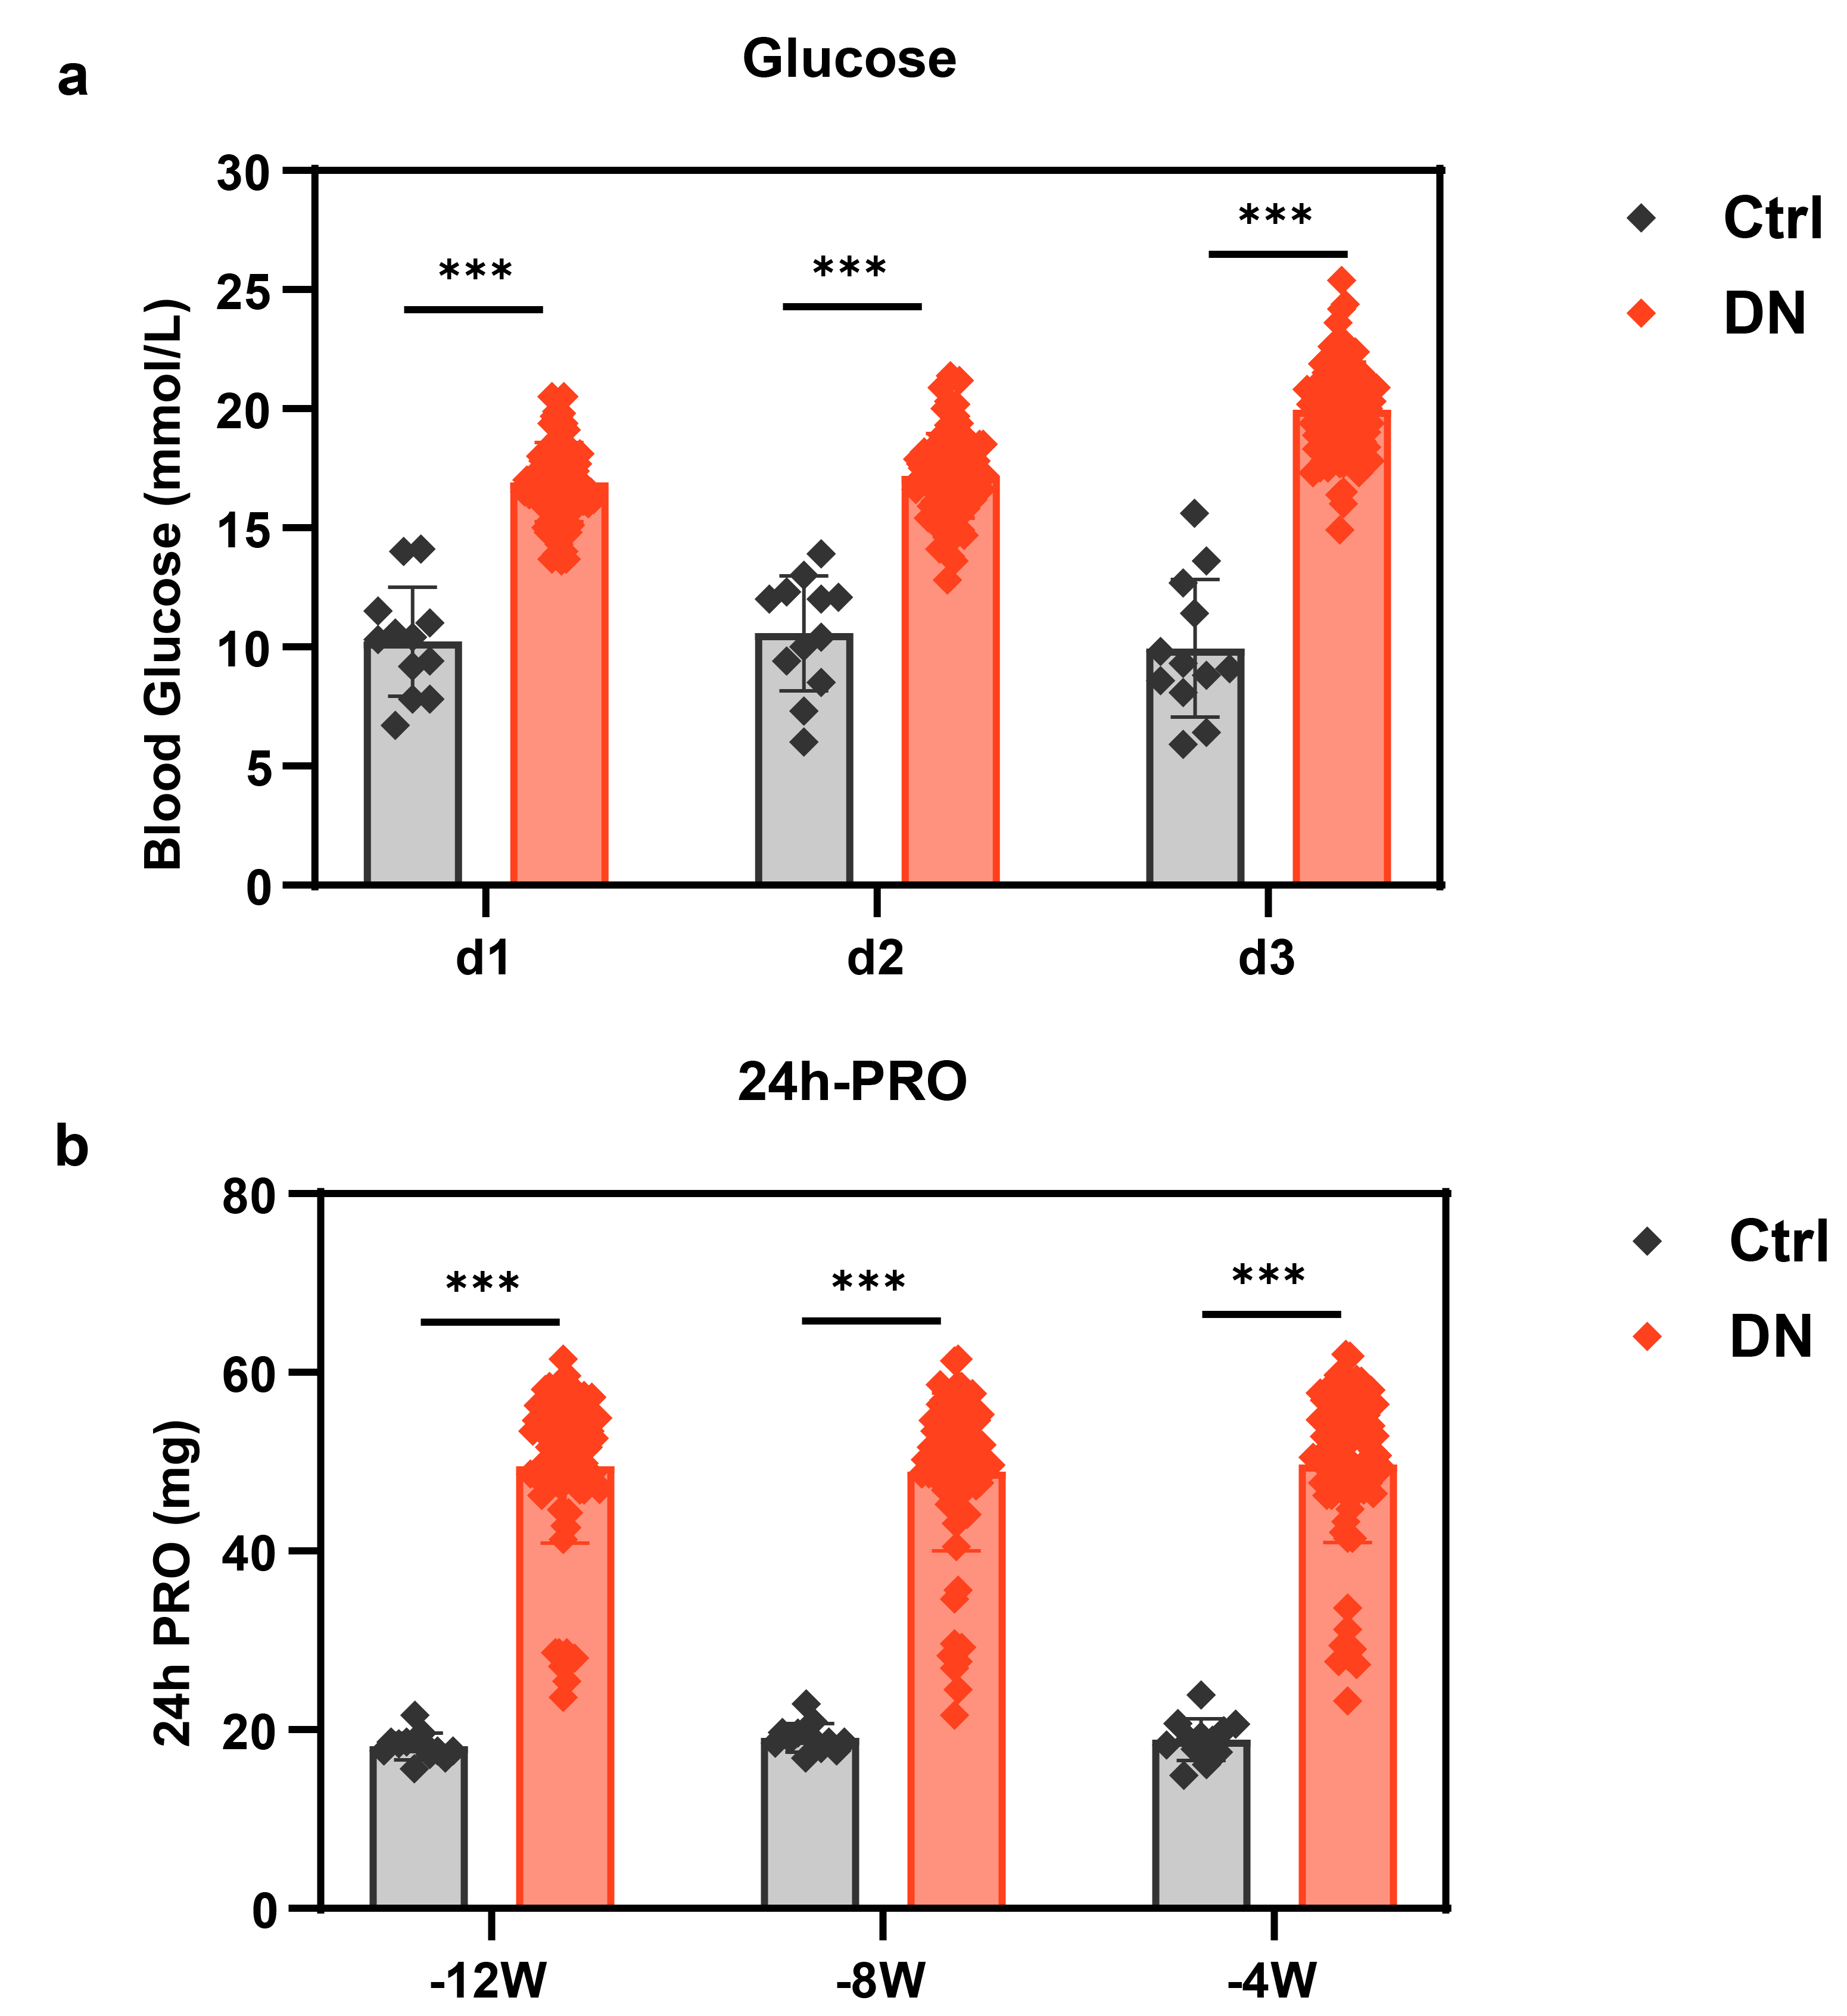 a
Glucose
Blood Glucose (mmol/L)
30
25
20
15
10
5
0
***
***
***
d1
d2
d3
Ctrl
DN
24h-PRO
b
24h PRO (mg)
80
60
40
20
0
***
***
***
-12W
-8W
-4W
Ctrl
DN